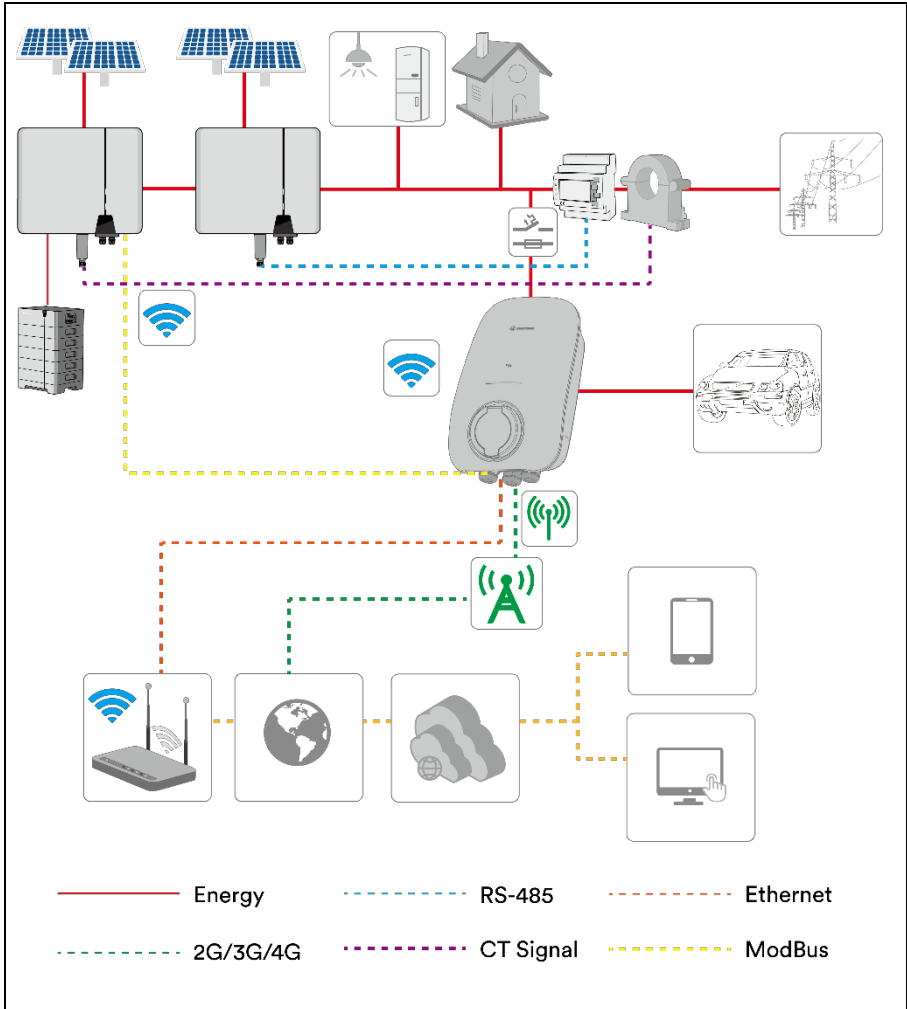 Energy
RS-485
Ethernet
2G/3G/4G
CT Signal
ModBus